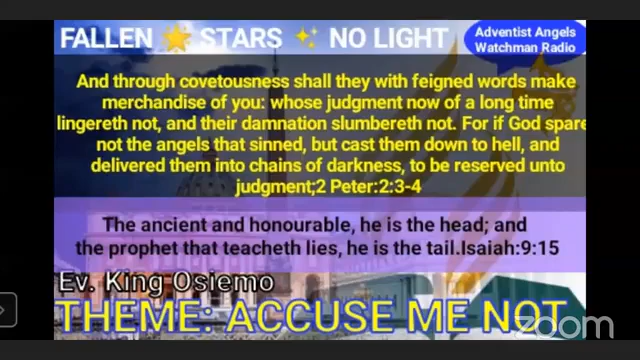 FALLEN 🌟 STARS ✨ NO LIGHT
Adventist Angels
Watchman Radio
And through covetousness shall they with feigned words make
merchandise of you: whose judgment now of a long time
lingereth not, and their damnation slumbereth not. For if God spare
not the angels that sinned, but cast them down to hell, and
delivered them into chains of darkness, to be reserved unto
judgment;2 Peter:2:3-4
The ancient and honourable, he is the head; and
the prophet that teacheth lies, he is the tail.Isaiah:9:15
Ev. King Osiemo
THEME: ACCUSE ME NOT
zoom